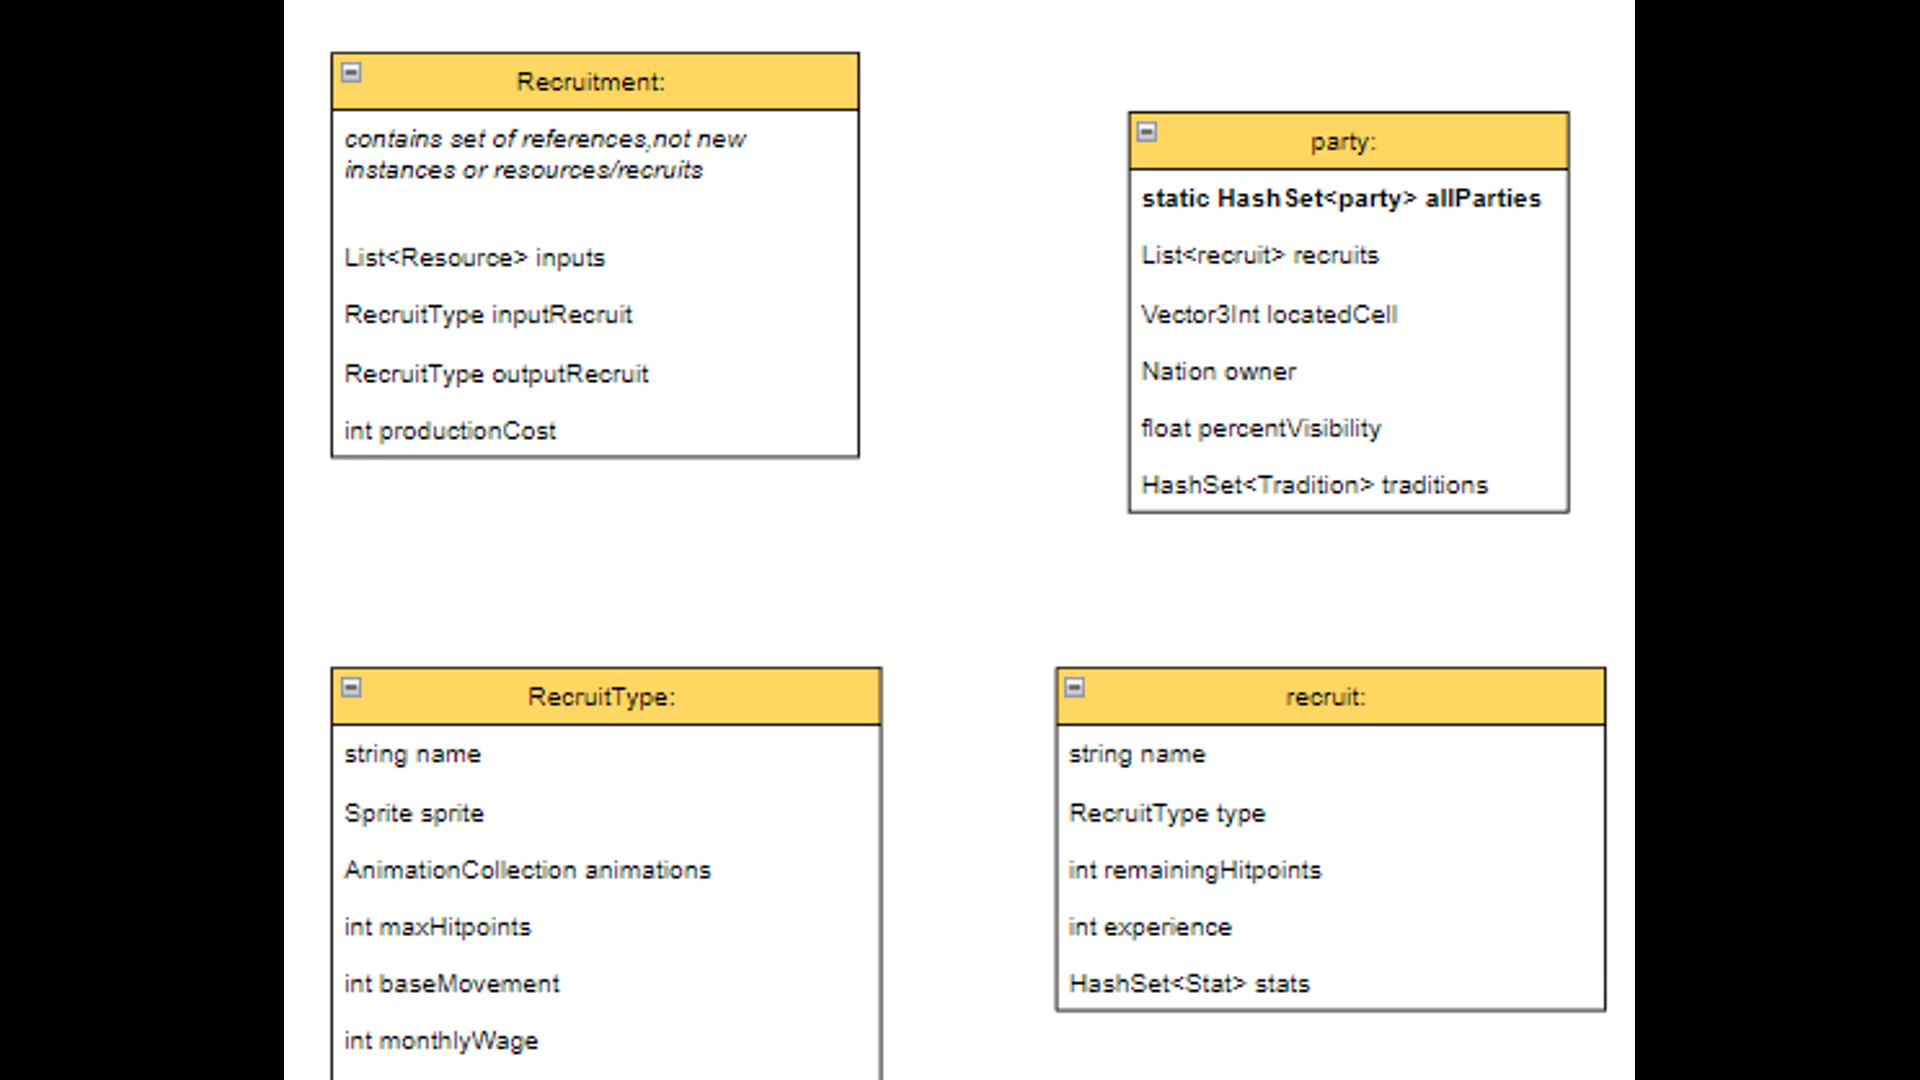 Recruitment:
contains set of references,not new
instances or resources/recruits
List<Resource> inputs
RecruitType inputRecruit
RecruitType outputRecruit
int productionCost
party:
static HashSet<party> allParties
List<recruit> recruits
Vector3Int locatedCell
Nation owner
float percentVisibility
HashSet<Tradition> traditions
RecruitType:
string name
Sprite sprite
AnimationCollection animations
int maxHitpoints
int baseMovement
int monthlyWage
recruit:
string name
RecruitType type
int remainingHitpoints
int experience
HashSet<Stat> stats